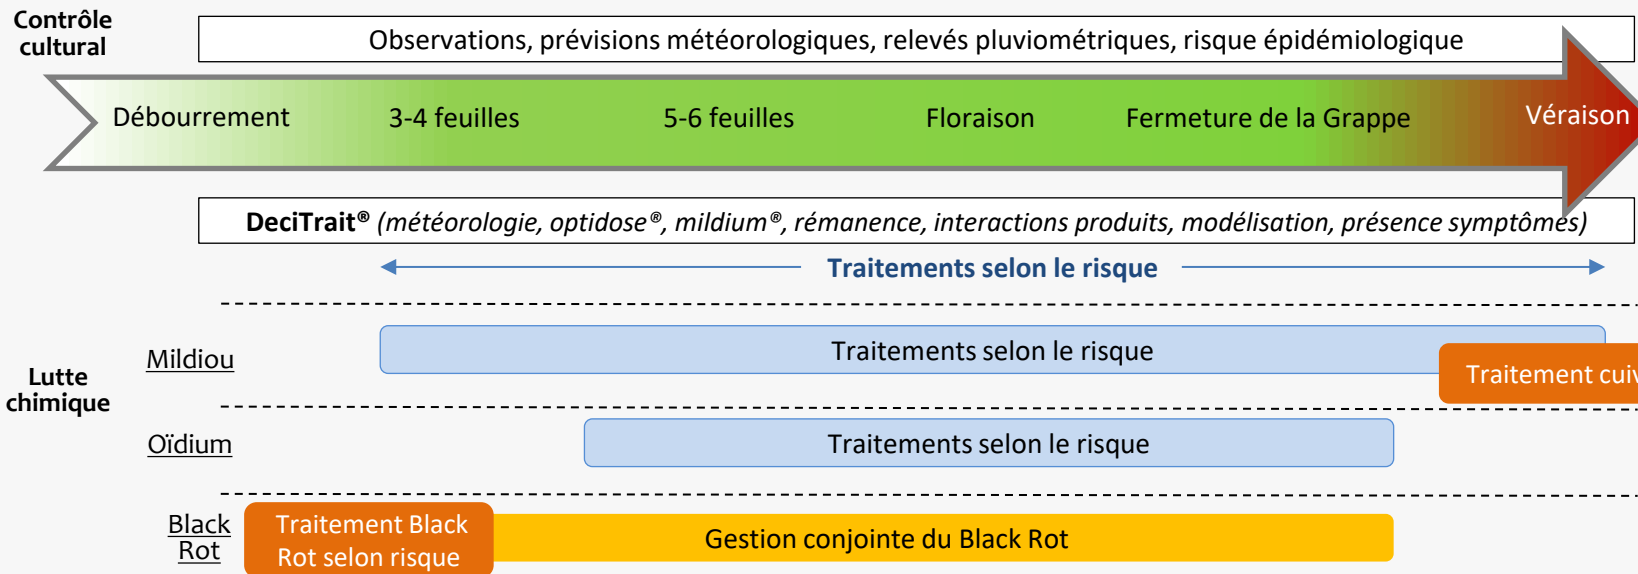 Contrôle
cultural
Observations, prévisions météorologiques, relevés pluviométriques, risque épidémiologique
Débourrement
3-4 feuilles
5-6 feuilles
Floraison
Fermeture de la Grappe
Véraison
DeciTrait® (météorologie, optidose®, mildium®, rémanence, interactions produits, modélisation, présence symptômes)
Traitements selon le risque
Lutte
chimique
Mildiou
Traitements selon le risque
Traitement cuiv
Oïdium
Traitements selon le risque
Black
Rot
Traitement Black
Rot selon risque
Gestion conjointe du Black Rot